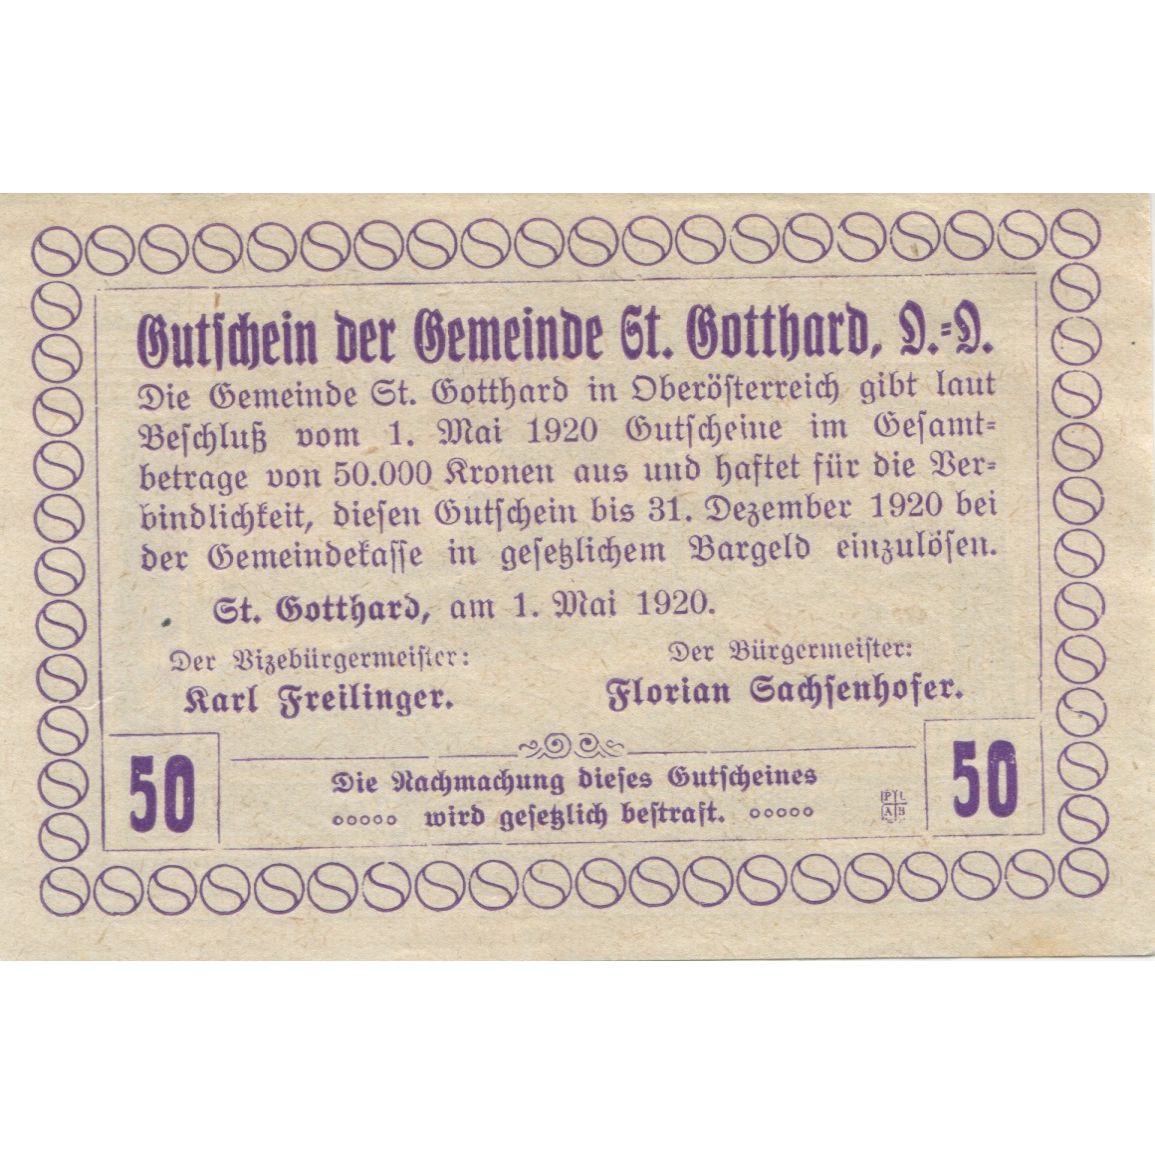 Gutschein der Gemeinde St. Gotthard, O.=O.
Die Gemeinde St. Gotthard in Oberösterreich gibt laut
Beschluß vom 1. Mai 1920 Gutscheine im Gesamt=
betrage von 50.000 Kronen aus und haftet für die Ver=
bindlichkeit, diesen Gutschein bis 31. Dezember 1920 bei
der Gemeindekasse in gesetzlichem Bargeld einzulösen.
St. Gotthard, am 1. Mai 1920.
Der Vizebürgermeister:
Karl Freilinger.
Der Bürgermeister:
Florian Sachsenhofer.
50
Die Nachmachung dieses Gutscheines
wird gesetzlich bestraft.
50